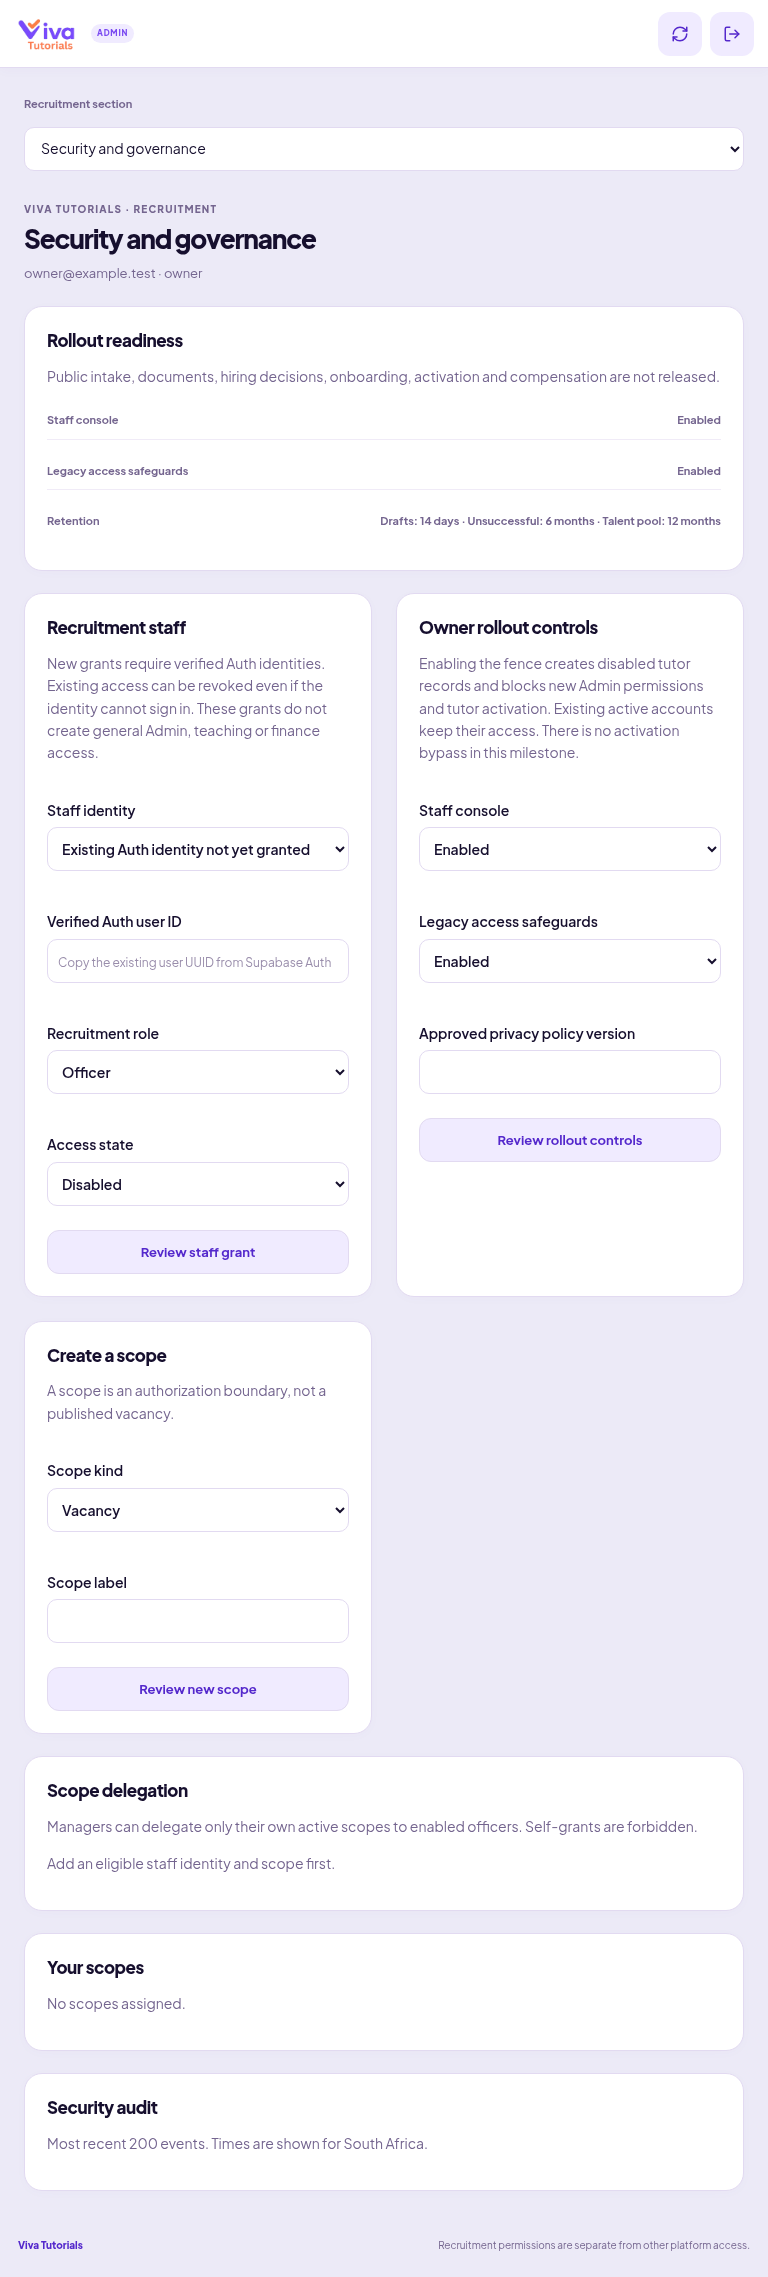 Viva
Tutorials
ADMIN
Recruitment section
Security and governance
VIVA TUTORIALS · RECRUITMENT
Security and governance
owner@example.test · owner
Rollout readiness
Public intake, documents, hiring decisions, onboarding, activation and compensation are not released.
Staff console Enabled
Legacy access safeguards Enabled
Retention Drafts: 14 days · Unsuccessful: 6 months · Talent pool: 12 months
Recruitment staff
New grants require verified Auth identities.
Existing access can be revoked even if the
identity cannot sign in. These grants do not
create general Admin, teaching or finance
access.
Staff identity
Existing Auth identity not yet granted
Verified Auth user ID
Copy the existing user UUID from Supabase Auth
Recruitment role
Officer
Access state
Disabled
Review staff grant
Owner rollout controls
Enabling the fence creates disabled tutor
records and blocks new Admin permissions
and tutor activation. Existing active accounts
keep their access. There is no activation
bypass in this milestone.
Staff console
Enabled
Legacy access safeguards
Enabled
Approved privacy policy version
Review rollout controls
Create a scope
A scope is an authorization boundary, not a
published vacancy.
Scope kind
Vacancy
Scope label
Review new scope
Scope delegation
Managers can delegate only their own active scopes to enabled officers. Self-grants are forbidden.
Add an eligible staff identity and scope first.
Your scopes
No scopes assigned.
Security audit
Most recent 200 events. Times are shown for South Africa.
Viva Tutorials
Recruitment permissions are separate from other platform access.